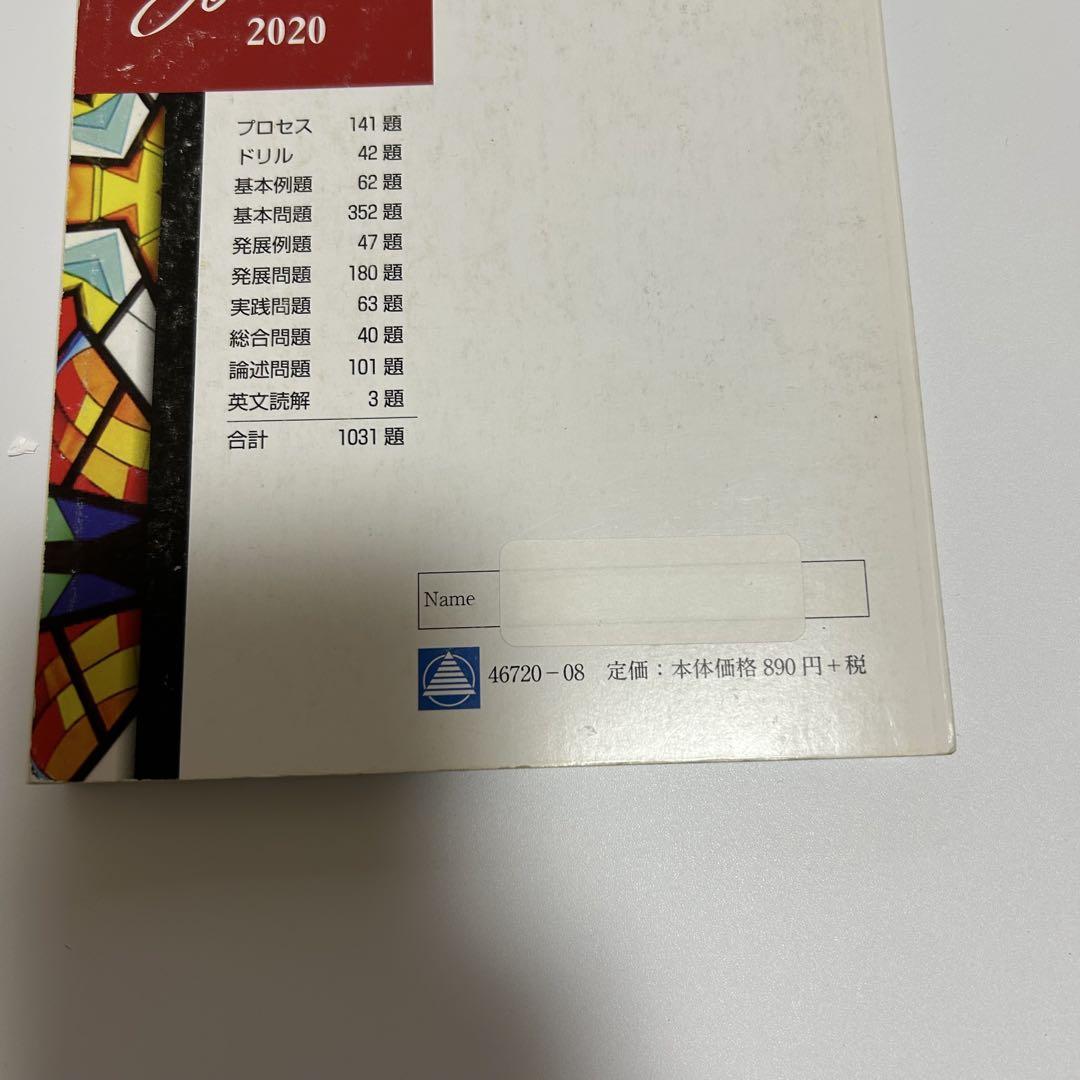 2020
プロセス 141 題
ドリル 42 題
基本例題 62 題
基本問題 352 題
発展例題 47 題
発展問題 180 題
実践問題 63 題
総合問題 40 題
論述問題 101 題
英文読解 3 題
合計 1031 題
Name
46720-08 定価：本体価格 890 円+税